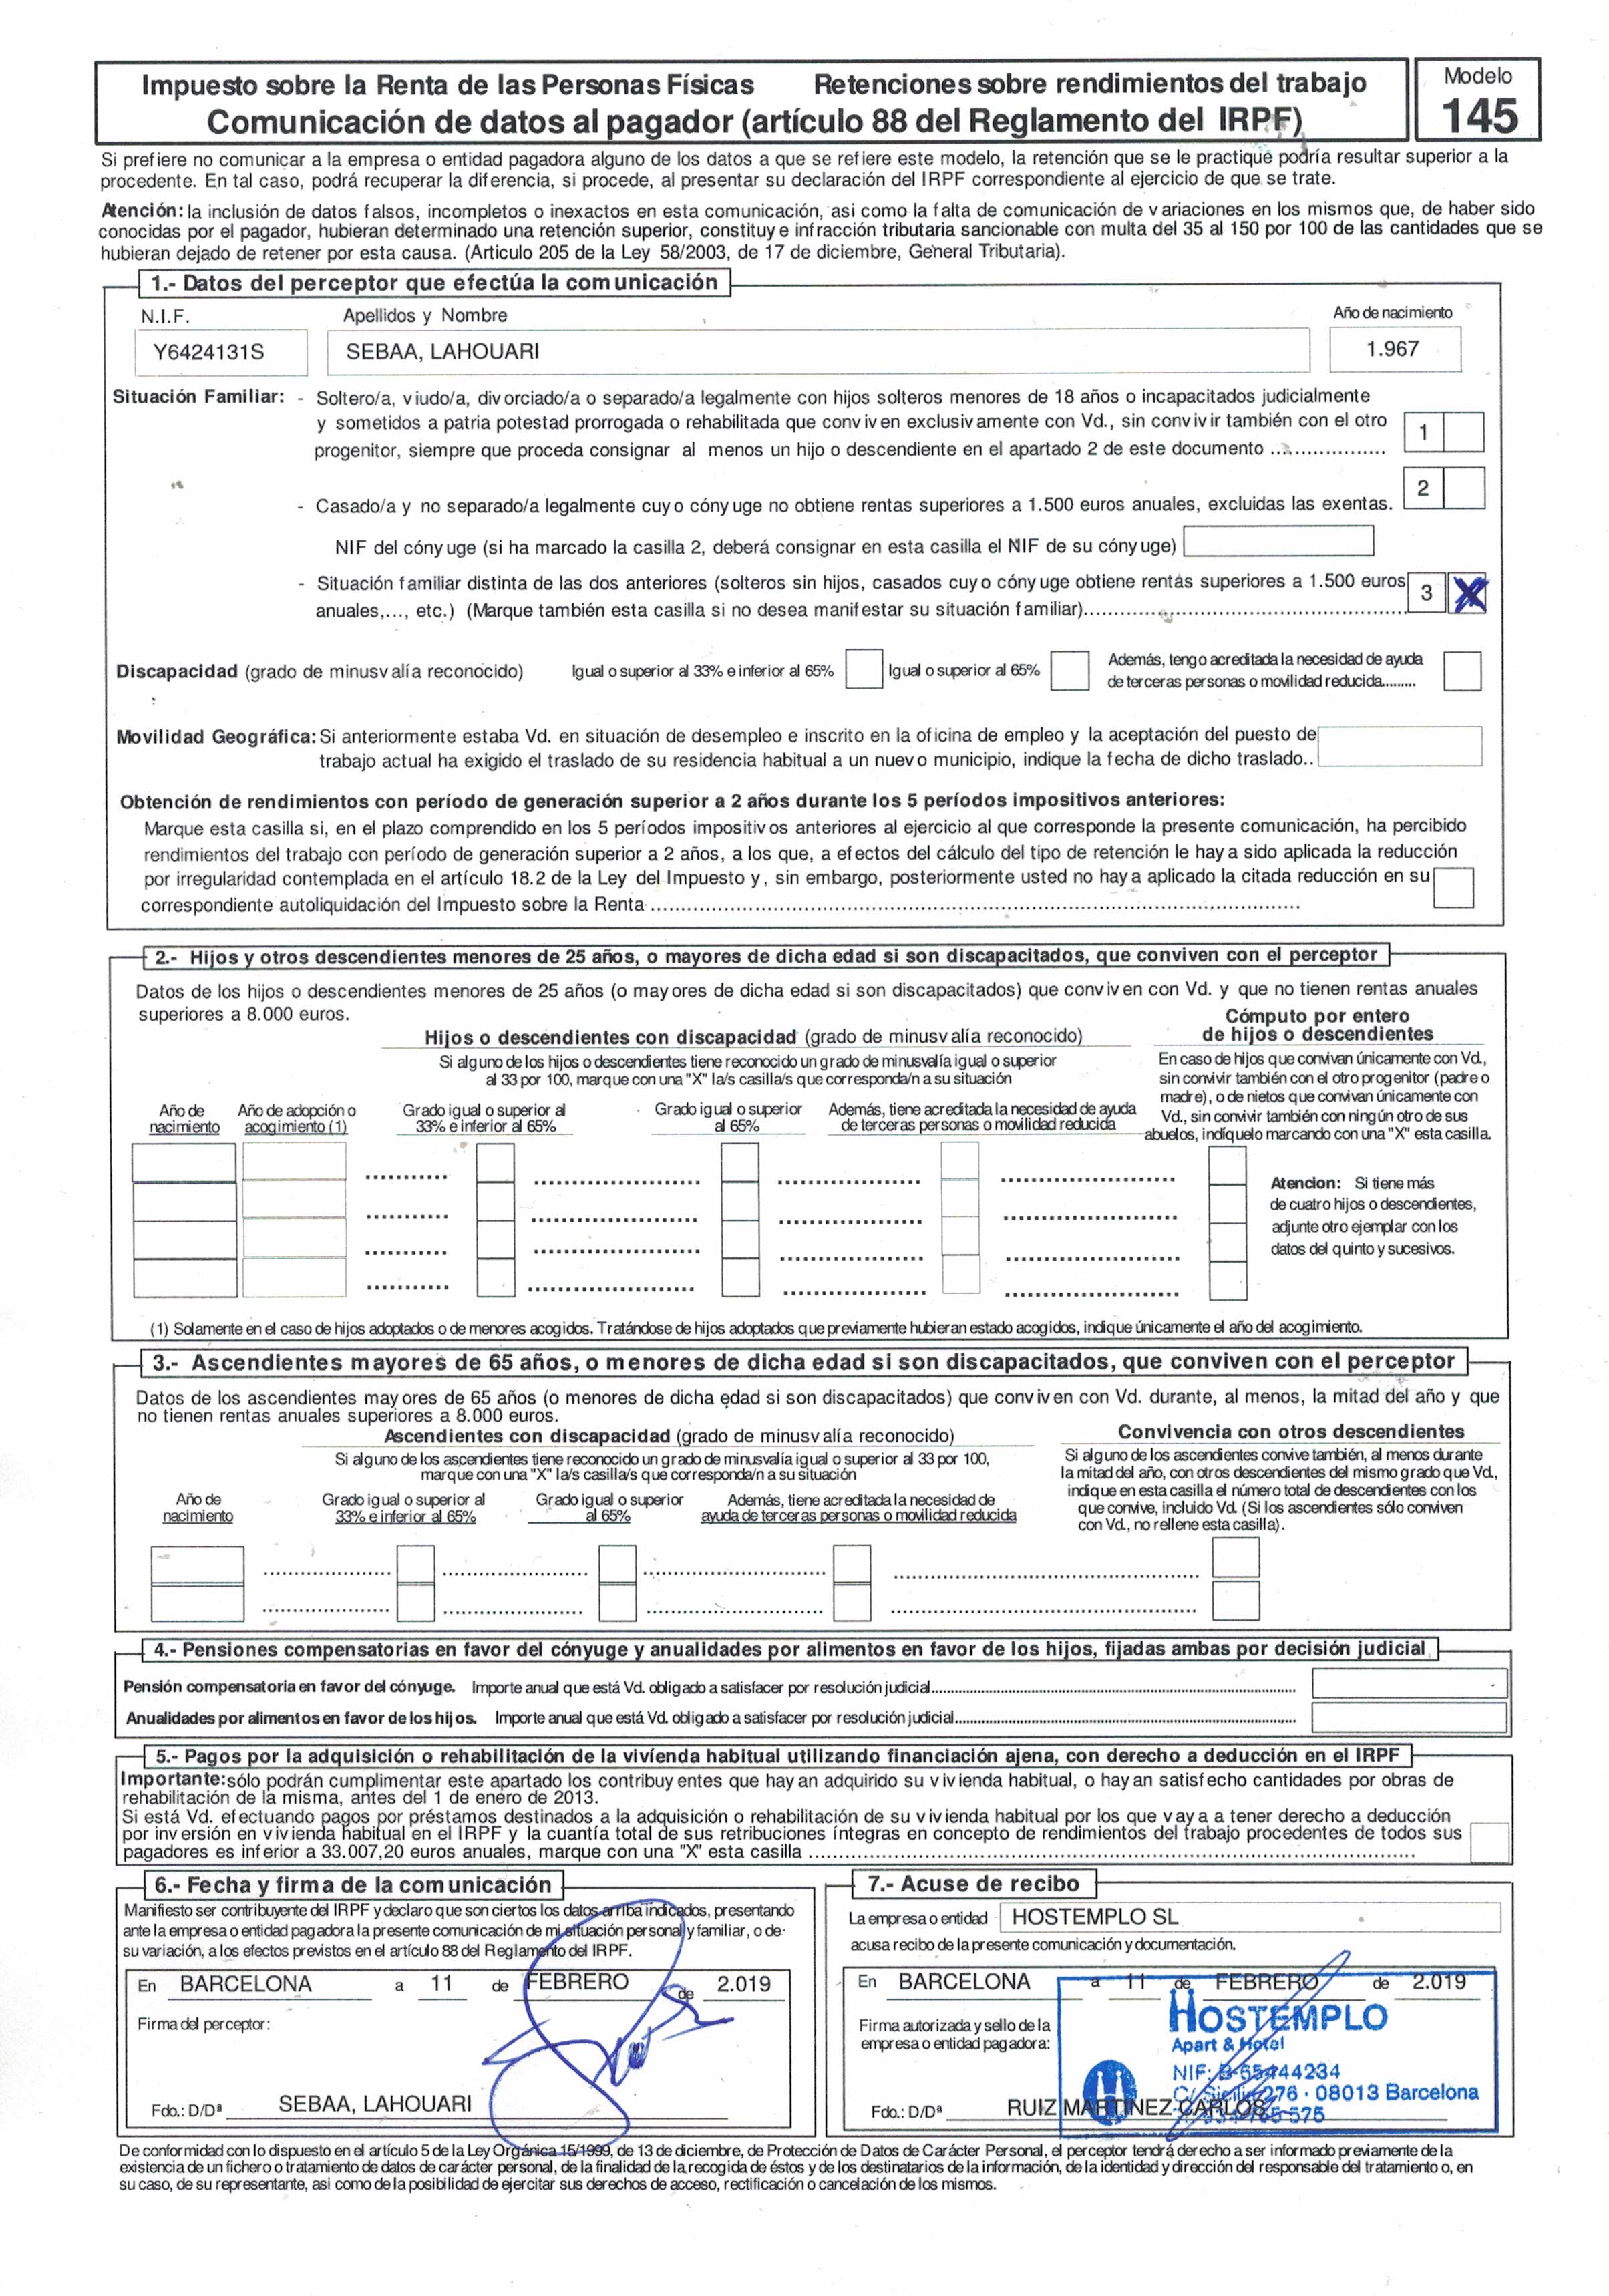 Impuesto sobre la Renta de las Personas Físicas Retenciones sobre rendimientos del trabajo
Comunicación de datos al pagador (artículo 88 del Reglamento del IRPF)
Modelo
145
Si prefiere no comunicar a la empresa o entidad pagadora alguno de los datos a que se refiere este modelo, la retención que se le practique podría resultar superior a la
procedente. En tal caso, podrá recuperar la diferencia, si procede, al presentar su declaración del IRPF correspondiente al ejercicio de que se trate.
Atención: la inclusión de datos falsos, incompletos o inexactos en esta comunicación, asi como la falta de comunicación de variaciones en los mismos que, de haber sido
conocidas por el pagador, hubieran determinado una retención superior, constituye infracción tributaria sancionable con multa del 35 al 150 por 100 de las cantidades que se
hubieran dejado de retener por esta causa. (Articulo 205 de la Ley 58/2003, de 17 de diciembre, General Tributaria).
1.- Datos del perceptor que efectúa la comunicación
N.I.F. Apellidos y Nombre Año de nacimiento
Y6424131S SEBAA, LAHOUARI 1.967
Situación Familiar: - Soltero/a, viudo/a, divorciado/a o separado/a legalmente con hijos solteros menores de 18 años o incapacitados judicialmente
y sometidos a patria potestad prorrogada o rehabilitada que conviven exclusivamente con Vd., sin convivir también con el otro
progenitor, siempre que proceda consignar al menos un hijo o descendiente en el apartado 2 de este documento .................. 1
- Casado/a y no separado/a legalmente cuyo cónyuge no obtiene rentas superiores a 1.500 euros anuales, excluidas las exentas. 2
NIF del cónyuge (si ha marcado la casilla 2, deberá consignar en esta casilla el NIF de su cónyuge)
- Situación familiar distinta de las dos anteriores (solteros sin hijos, casados cuyo cónyuge obtiene rentas superiores a 1.500 euros
anuales,..., etc.) (Marque también esta casilla si no desea manifestar su situación familiar)................ 3 X
Discapacidad (grado de minusvalía reconocido) Igual o superior al 33% e inferior al 65% Igual o superior al 65% Además, tengo acreditada la necesidad de ayuda
de terceras personas o movilidad reducida.........
Movilidad Geográfica: Si anteriormente estaba Vd. en situación de desempleo e inscrito en la oficina de empleo y la aceptación del puesto de
trabajo actual ha exigido el traslado de su residencia habitual a un nuevo municipio, indique la fecha de dicho traslado..
Obtención de rendimientos con período de generación superior a 2 años durante los 5 períodos impositivos anteriores:
Marque esta casilla si, en el plazo comprendido en los 5 períodos impositivos anteriores al ejercicio al que corresponde la presente comunicación, ha percibido
rendimientos del trabajo con período de generación superior a 2 años, a los que, a efectos del cálculo del tipo de retención le haya sido aplicada la reducción
por irregularidad contemplada en el artículo 18.2 de la Ley del Impuesto y, sin embargo, posteriormente usted no haya aplicado la citada reducción en su
correspondiente autoliquidación del Impuesto sobre la Renta................
2.- Hijos y otros descendientes menores de 25 años, o mayores de dicha edad si son discapacitados, que conviven con el perceptor
Datos de los hijos o descendientes menores de 25 años (o mayores de dicha edad si son discapacitados) que conviven con Vd. y que no tienen rentas anuales
superiores a 8.000 euros.
Hijos o descendientes con discapacidad (grado de minusvalía reconocido)
Si alguno de los hijos o descendientes tiene reconocido un grado de minusvalía igual o superior
al 33 por 100, marque con una "X" la/s casilla/s que corresponda/n a su situación
Cómputo por entero
de hijos o descendientes
En caso de hijos que convivan únicamente con Vd.,
sin convivir también con el otro progenitor (padre o
madre), o de nietos que convivan únicamente con
Vd., sin convivir también con ningún otro de sus
abuelos, indíquelo marcando con una "X" esta casilla.
Año de
nacimiento
Año de adopción o
acogimiento (1)
Grado igual o superior al
33% e inferior al 65%
Grado igual o superior
al 65%
Además, tiene acreditada la necesidad de ayuda
de terceras personas o movilidad reducida
Atencion: Si tiene más
de cuatro hijos o descendientes,
adjunte otro ejemplar con los
datos del quinto y sucesivos.
(1) Solamente en el caso de hijos adoptados o de menores acogidos. Tratándose de hijos adoptados que previamente hubieran estado acogidos, indique únicamente el año del acogimiento.
3.- Ascendientes mayores de 65 años, o menores de dicha edad si son discapacitados, que conviven con el perceptor
Datos de los ascendientes mayores de 65 años (o menores de dicha edad si son discapacitados) que conviven con Vd. durante, al menos, la mitad del año y que
no tienen rentas anuales superiores a 8.000 euros.
Ascendientes con discapacidad (grado de minusvalía reconocido)
Si alguno de los ascendientes tiene reconocido un grado de minusvalía igual o superior al 33 por 100,
marque con una "X" la/s casilla/s que corresponda/n a su situación
Convivencia con otros descendientes
Si alguno de los ascendientes convive también, al menos durante
la mitad del año, con otros descendientes del mismo grado que Vd.,
indique en esta casilla el número total de descendientes con los
que convive, incluido Vd. (Si los ascendientes sólo conviven
con Vd., no rellene esta casilla).
Año de
nacimiento
Grado igual o superior al
33% e inferior al 65%
Grado igual o superior
al 65%
Además, tiene acreditada la necesidad de
ayuda de terceras personas o movilidad reducida
4.- Pensiones compensatorias en favor del cónyuge y anualidades por alimentos en favor de los hijos, fijadas ambas por decisión judicial
Pensión compensatoria en favor del cónyuge. Importe anual que está Vd. obligado a satisfacer por resolución judicial................
Anualidades por alimentos en favor de los hijos. Importe anual que está Vd. obligado a satisfacer por resolución judicial................
5.- Pagos por la adquisición o rehabilitación de la vivíenda habitual utilizando financiación ajena, con derecho a deducción en el IRPF
Importante: sólo podrán cumplimentar este apartado los contribuyentes que hayan adquirido su vivienda habitual, o hayan satisfecho cantidades por obras de
rehabilitación de la misma, antes del 1 de enero de 2013.
Si está Vd. efectuando pagos por préstamos destinados a la adquisición o rehabilitación de su vivienda habitual por los que vaya a tener derecho a deducción
por inversión en vivienda habitual en el IRPF y la cuantía total de sus retribuciones íntegras en concepto de rendimientos del trabajo procedentes de todos sus
pagadores es inferior a 33.007,20 euros anuales, marque con una "X" esta casilla ................
6.- Fecha y firma de la comunicación
Manifiesto ser contribuyente del IRPF y declaro que son ciertos los datos arriba indicados, presentando
ante la empresa o entidad pagadora la presente comunicación de mi situación personal y familiar, o de
su variación, a los efectos previstos en el artículo 88 del Reglamento del IRPF.
En BARCELONA a 11 de FEBRERO de 2.019
Firma del perceptor:
Fdo.: D/Dª SEBAA, LAHOUARI
7.- Acuse de recibo
La empresa o entidad HOSTEMPLO SL
acusa recibo de la presente comunicación y documentación.
En BARCELONA a 11 de FEBRERO de 2.019
Firma autorizada y sello de la
empresa o entidad pagadora:
HOSTEMPLO
Apart & Hotel
NIF: B-65444234
C/ Sicilia 276 · 08013 Barcelona
Fdo.: D/Dª RUIZ MARTINEZ CARLOS
De conformidad con lo dispuesto en el artículo 5 de la Ley Orgánica 15/1999, de 13 de diciembre, de Protección de Datos de Carácter Personal, el perceptor tendrá derecho a ser informado previamente de la
existencia de un fichero o tratamiento de datos de carácter personal, de la finalidad de la recogida de éstos y de los destinatarios de la información, de la identidad y dirección del responsable del tratamiento o, en
su caso, de su representante, asi como de la posibilidad de ejercitar sus derechos de acceso, rectificación o cancelación de los mismos.